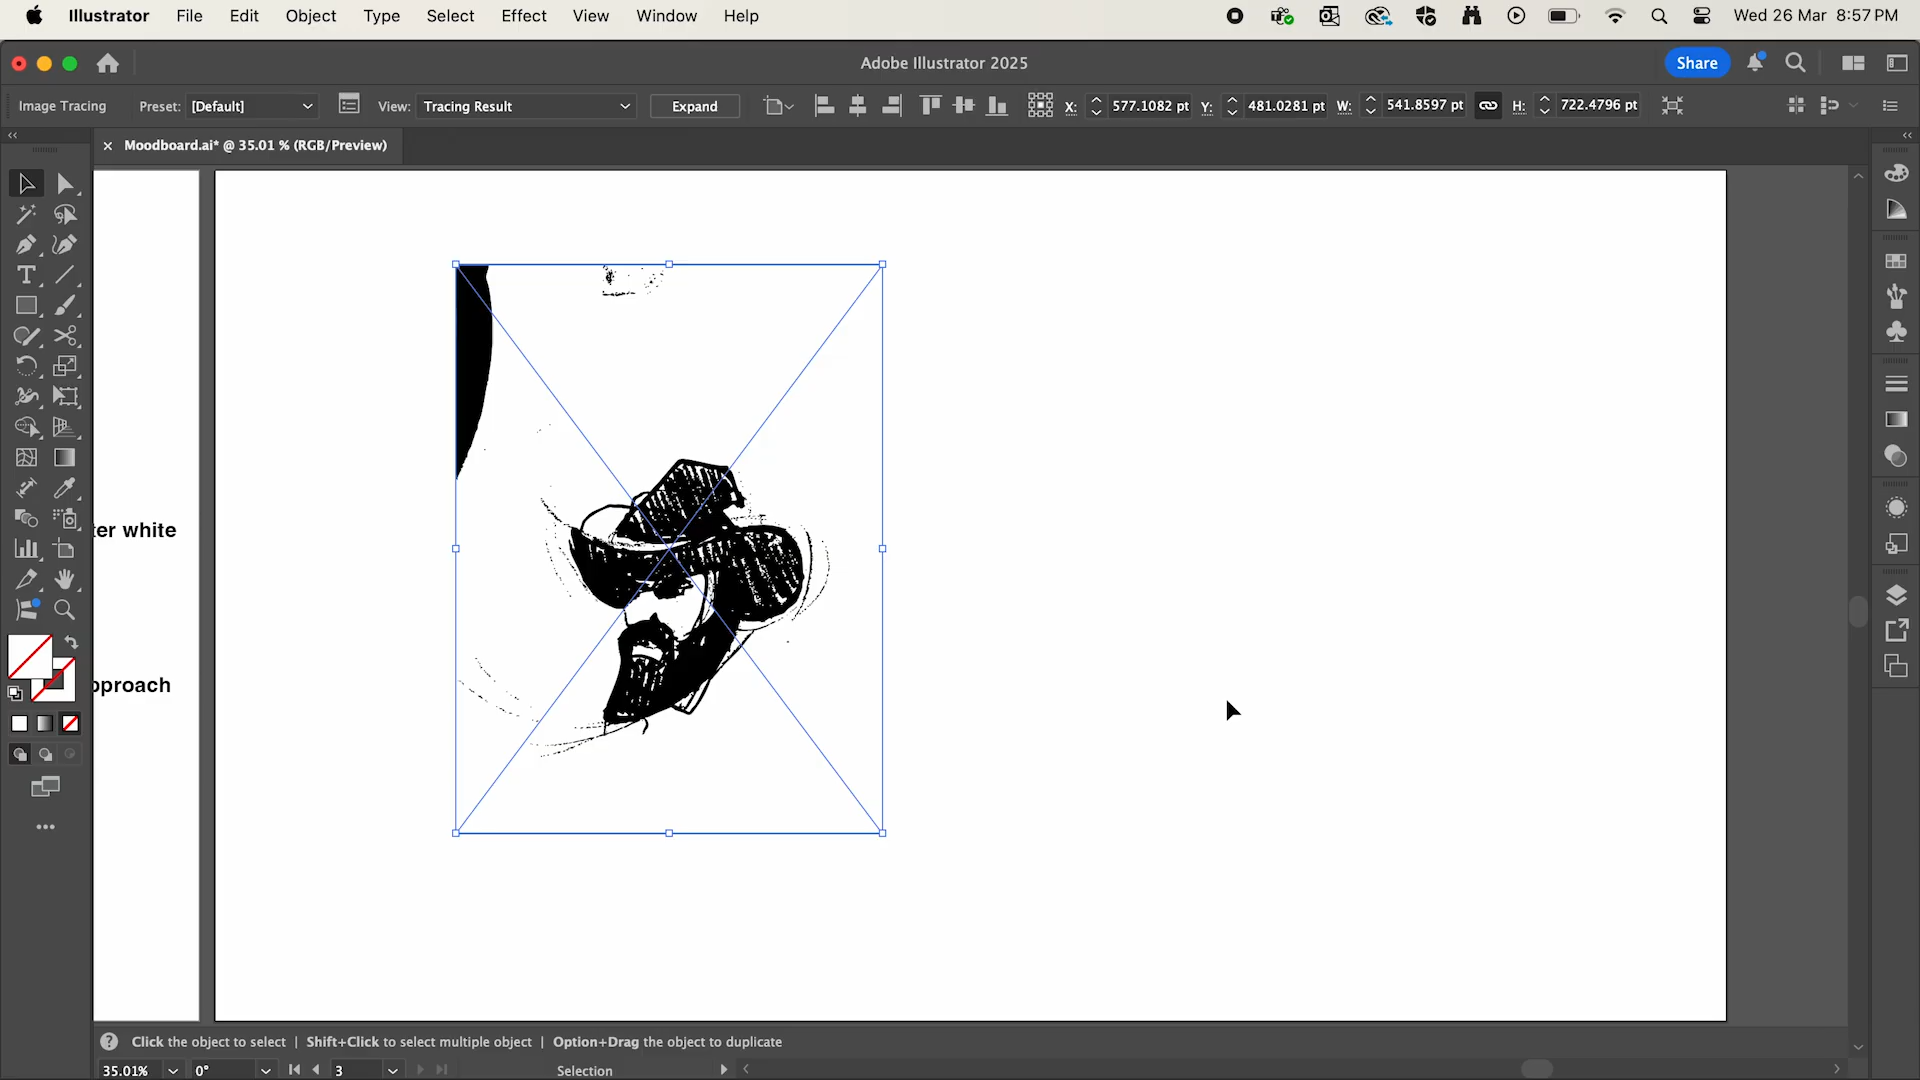 Illustrator File Edit Object Type Select Effect View Window Help Wed 26 Mar 8:57 PM
Adobe Illustrator 2025
Share
Image Tracing Preset: [Default] View: Tracing Result Expand X: 577.1082 pt Y: 481.0281 pt W: 541.8597 pt H: 722.4796 pt
Moodboard.ai* @ 35.01 % (RGB/Preview)
ter white
pproach
Click the object to select | Shift+Click to select multiple object | Option+Drag the object to duplicate
35.01% 0° 3 Selection